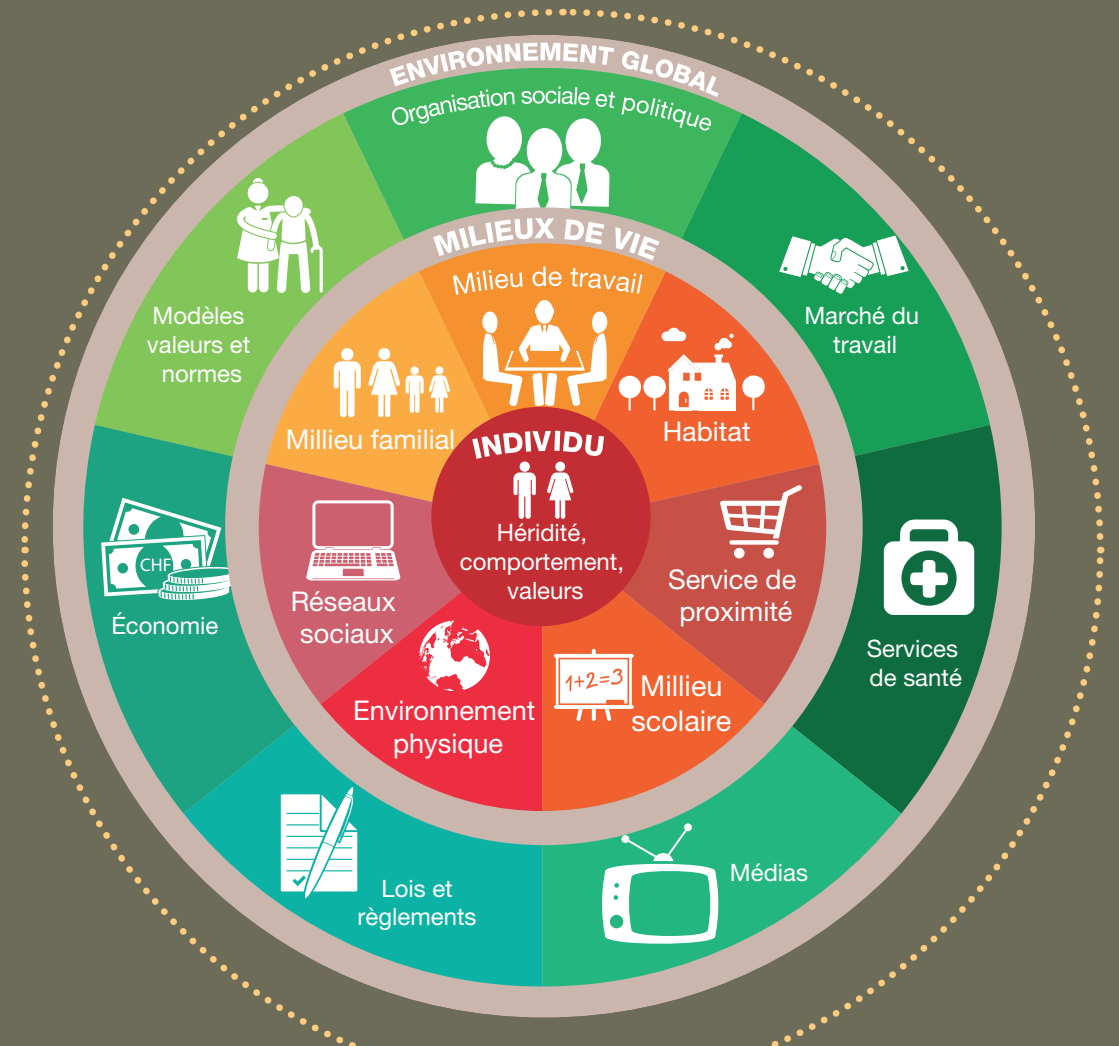 ENVIRONNEMENT GLOBAL
Organisation sociale et politique
Modèles
valeurs et
normes
Marché du
travail
Économie
CHF
Services
de santé
Lois et
règlements
Médias
MILIEUX DE VIE
Milieu de travail
Millieu familial
Habitat
Réseaux
sociaux
Service de
proximité
Environnement
physique
1+2=3
Millieu
scolaire
INDIVIDU
Héridité,
comportement,
valeurs